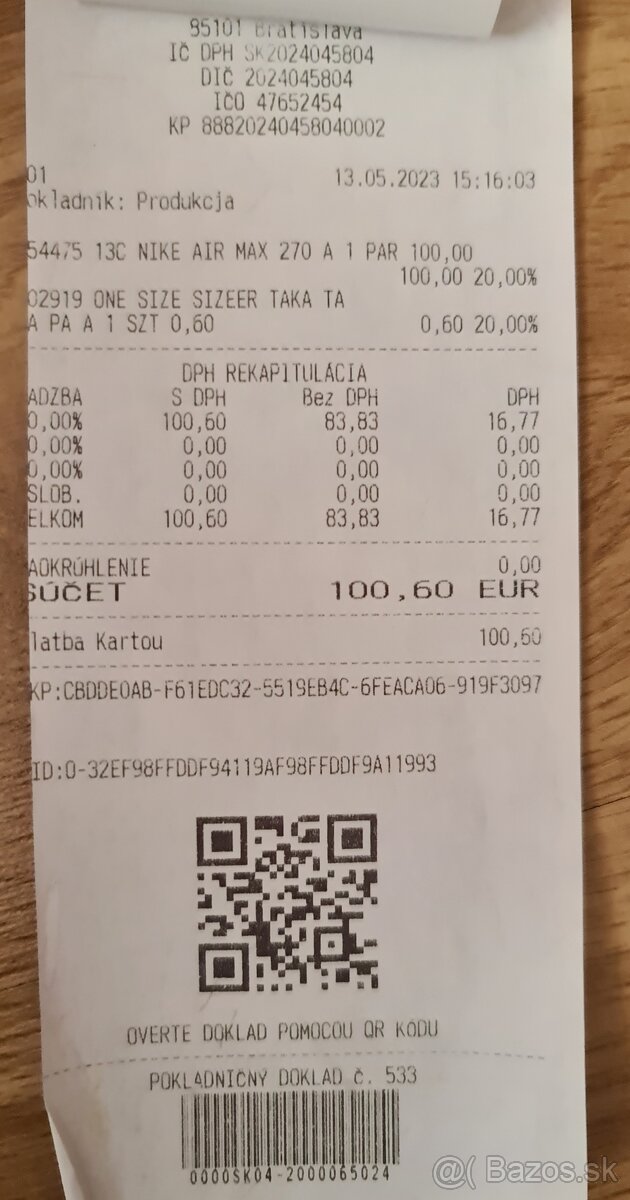 85101 Bratislava
IČ DPH SK2024045804
DIČ 2024045804
IČO 47652454
KP 88820240458040002
01 13.05.2023 15:16:03
okladník: Produkcja
54475 13C NIKE AIR MAX 270 A 1 PAR 100,00
100,00 20,00%
02919 ONE SIZE SIZEER TAKA TA
A PA A 1 SZT 0,60 0,60 20,00%
DPH REKAPITULÁCIA
ADZBA S DPH Bez DPH DPH
0,00% 100,60 83,83 16,77
0,00% 0,00 0,00 0,00
0,00% 0,00 0,00 0,00
SLOB. 0,00 0,00 0,00
ELKOM 100,60 83,83 16,77
AOKRÚHLENIE 0,00
SÚČET 100,60 EUR
latba Kartou 100,60
KP:CBDDE0AB-F61EDC32-5519EB4C-6FEACA06-919F3097
ID:O-32EF98FFDDF94119AF98FFDDF9A11993
OVERTE DOKLAD POMOCOU QR KÓDU
POKLADNIČNÝ DOKLAD č. 533
0000SK04-2000065024
@( Bazos.sk